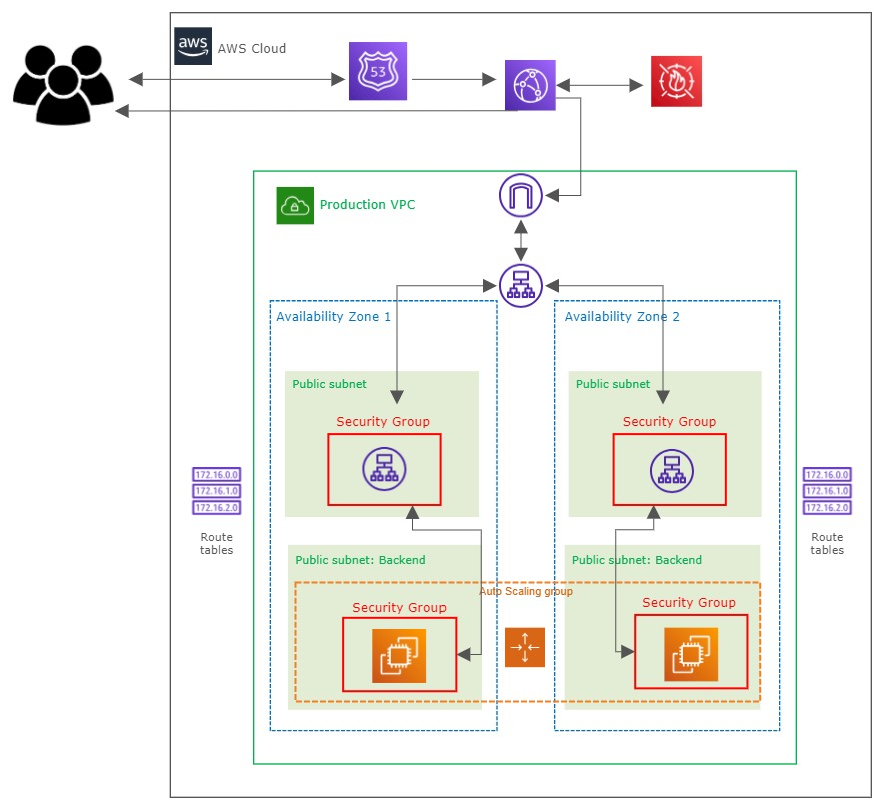 aws
AWS Cloud
53
Production VPC
Availability Zone 1
Availability Zone 2
Public subnet
Public subnet
Security Group
Security Group
172.16.0.0
172.16.1.0
172.16.2.0
Route
tables
172.16.0.0
172.16.1.0
172.16.2.0
Route
tables
Public subnet: Backend
Public subnet: Backend
Auto Scaling group
Security Group
Security Group